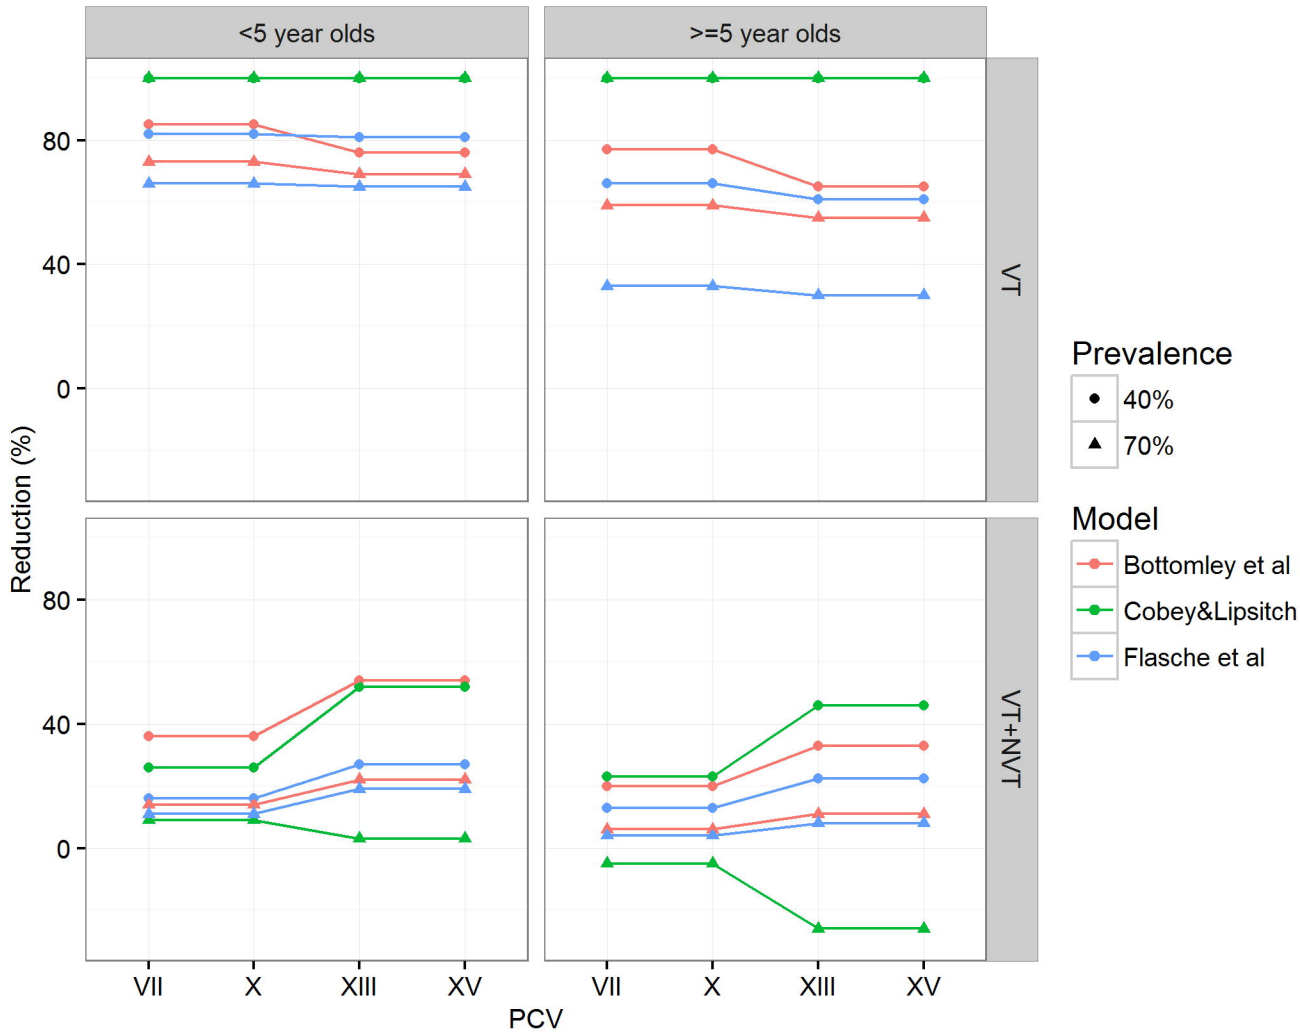 <5 year olds
>=5 year olds
80
40
0
VT
Reduction (%)
80
40
0
VT+NVT
VII
X
XIII
XV
VII
X
XIII
XV
PCV
Prevalence
40%
70%
Model
Bottomley et al
Cobey&Lipsitch
Flasche et al